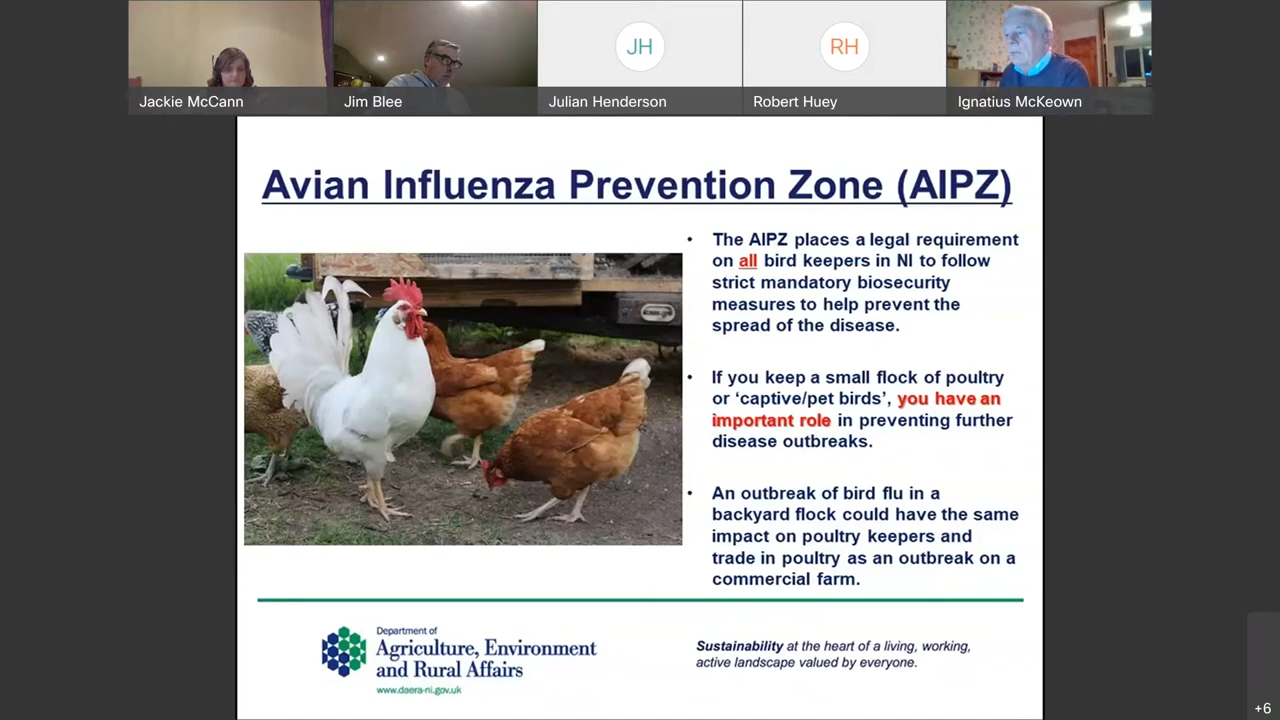 JH
RH
Jackie McCann
Jim Blee
Julian Henderson
Robert Huey
Ignatius McKeown
Avian Influenza Prevention Zone (AIPZ)
• The AIPZ places a legal requirement
on all bird keepers in NI to follow
strict mandatory biosecurity
measures to help prevent the
spread of the disease.
• If you keep a small flock of poultry
or ‘captive/pet birds’, you have an
important role in preventing further
disease outbreaks.
• An outbreak of bird flu in a
backyard flock could have the same
impact on poultry keepers and
trade in poultry as an outbreak on a
commercial farm.
Department of
Agriculture, Environment
and Rural Affairs
www.daera-ni.gov.uk
Sustainability at the heart of a living, working,
active landscape valued by everyone.
+6